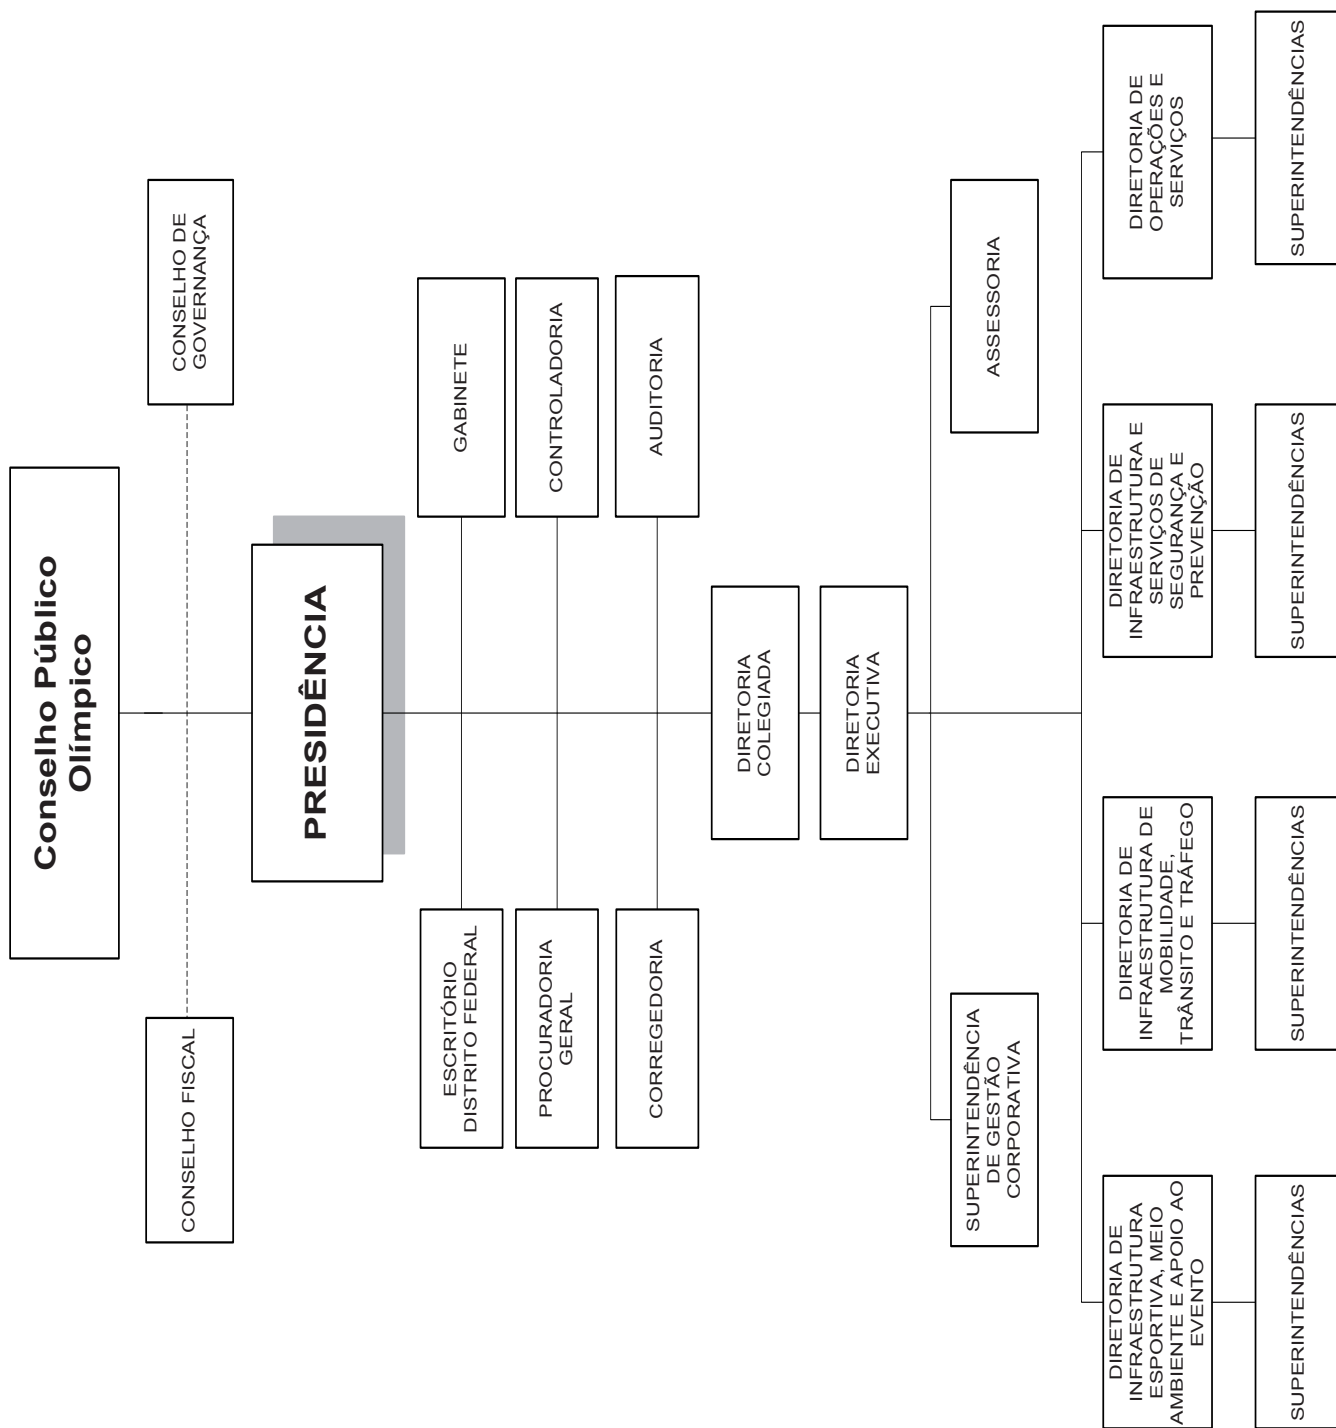 Conselho Público
Olímpico
CONSELHO FISCAL
CONSELHO DE
GOVERNANÇA
PRESIDÊNCIA
ESCRITÓRIO
DISTRITO FEDERAL
GABINETE
PROCURADORIA
GERAL
CONTROLADORIA
CORREGEDORIA
AUDITORIA
DIRETORIA
COLEGIADA
DIRETORIA
EXECUTIVA
SUPERINTENDÊNCIA
DE GESTÃO
CORPORATIVA
ASSESSORIA
DIRETORIA DE
INFRAESTRUTURA
ESPORTIVA, MEIO
AMBIENTE E APOIO AO
EVENTO
DIRETORIA DE
INFRAESTRUTURA DE
MOBILIDADE,
TRÂNSITO E TRÁFEGO
DIRETORIA DE
INFRAESTRUTURA E
SERVIÇOS DE
SEGURANÇA E
PREVENÇÃO
DIRETORIA DE
OPERAÇÕES E
SERVIÇOS
SUPERINTENDÊNCIAS
SUPERINTENDÊNCIAS
SUPERINTENDÊNCIAS
SUPERINTENDÊNCIAS